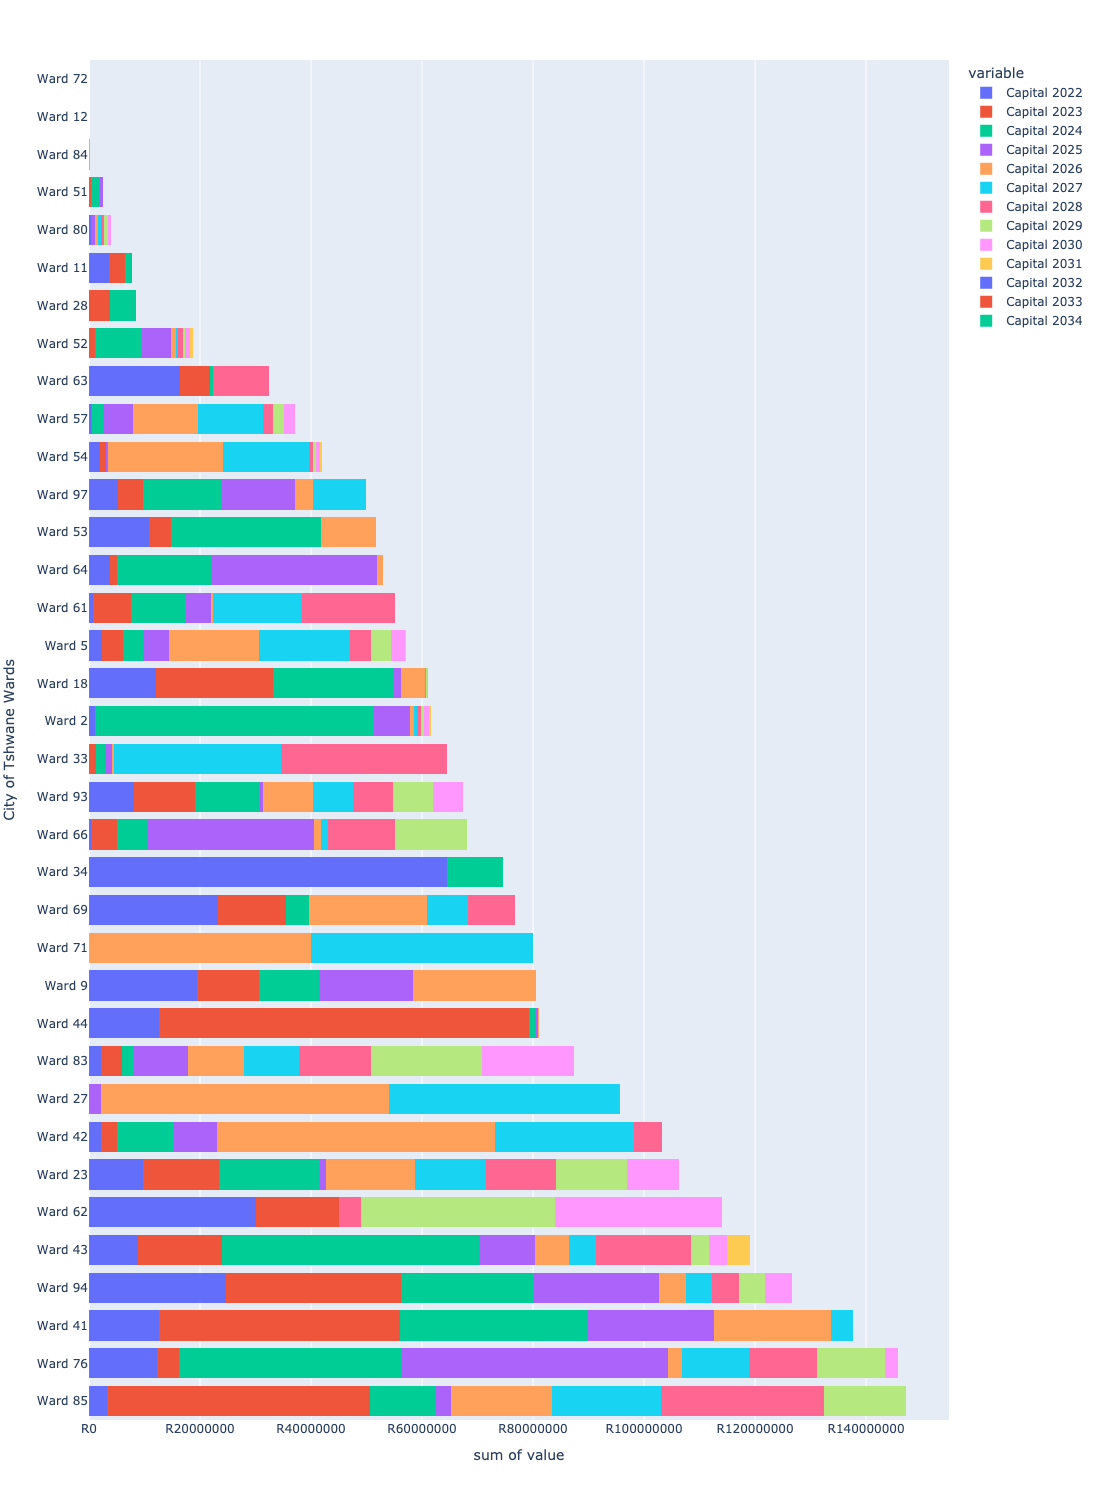 variable
Capital 2022
Capital 2023
Capital 2024
Capital 2025
Capital 2026
Capital 2027
Capital 2028
Capital 2029
Capital 2030
Capital 2031
Capital 2032
Capital 2033
Capital 2034
City of Tshwane Wards
Ward 72
Ward 12
Ward 84
Ward 51
Ward 80
Ward 11
Ward 28
Ward 52
Ward 63
Ward 57
Ward 54
Ward 97
Ward 53
Ward 64
Ward 61
Ward 5
Ward 18
Ward 2
Ward 33
Ward 93
Ward 66
Ward 34
Ward 69
Ward 71
Ward 9
Ward 44
Ward 83
Ward 27
Ward 42
Ward 23
Ward 62
Ward 43
Ward 94
Ward 41
Ward 76
Ward 85
R0 R20000000 R40000000 R60000000 R80000000 R100000000 R120000000 R140000000
sum of value